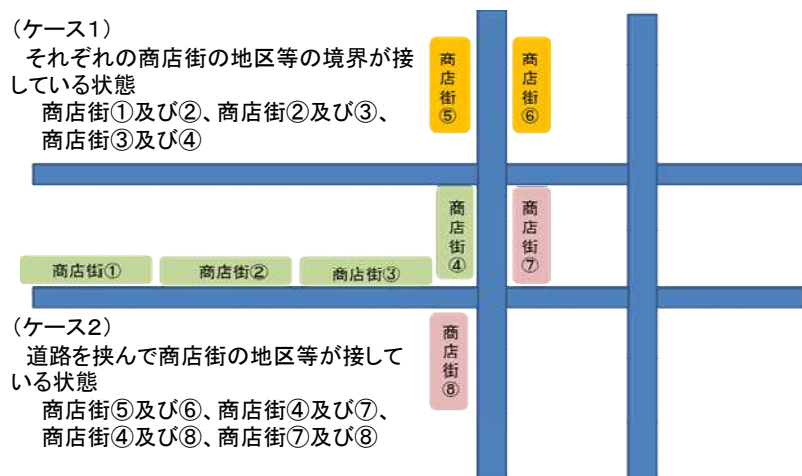 （ケース1）
それぞれの商店街の地区等の境界が接
している状態
商店街①及び②、商店街②及び③、
商店街③及び④
商店街⑤
商店街⑥
商店街④
商店街⑦
商店街①
商店街②
商店街③
（ケース2）
道路を挟んで商店街の地区等が接して
いる状態
商店街⑤及び⑥、商店街④及び⑦、
商店街④及び⑧、商店街⑦及び⑧
商店街⑧